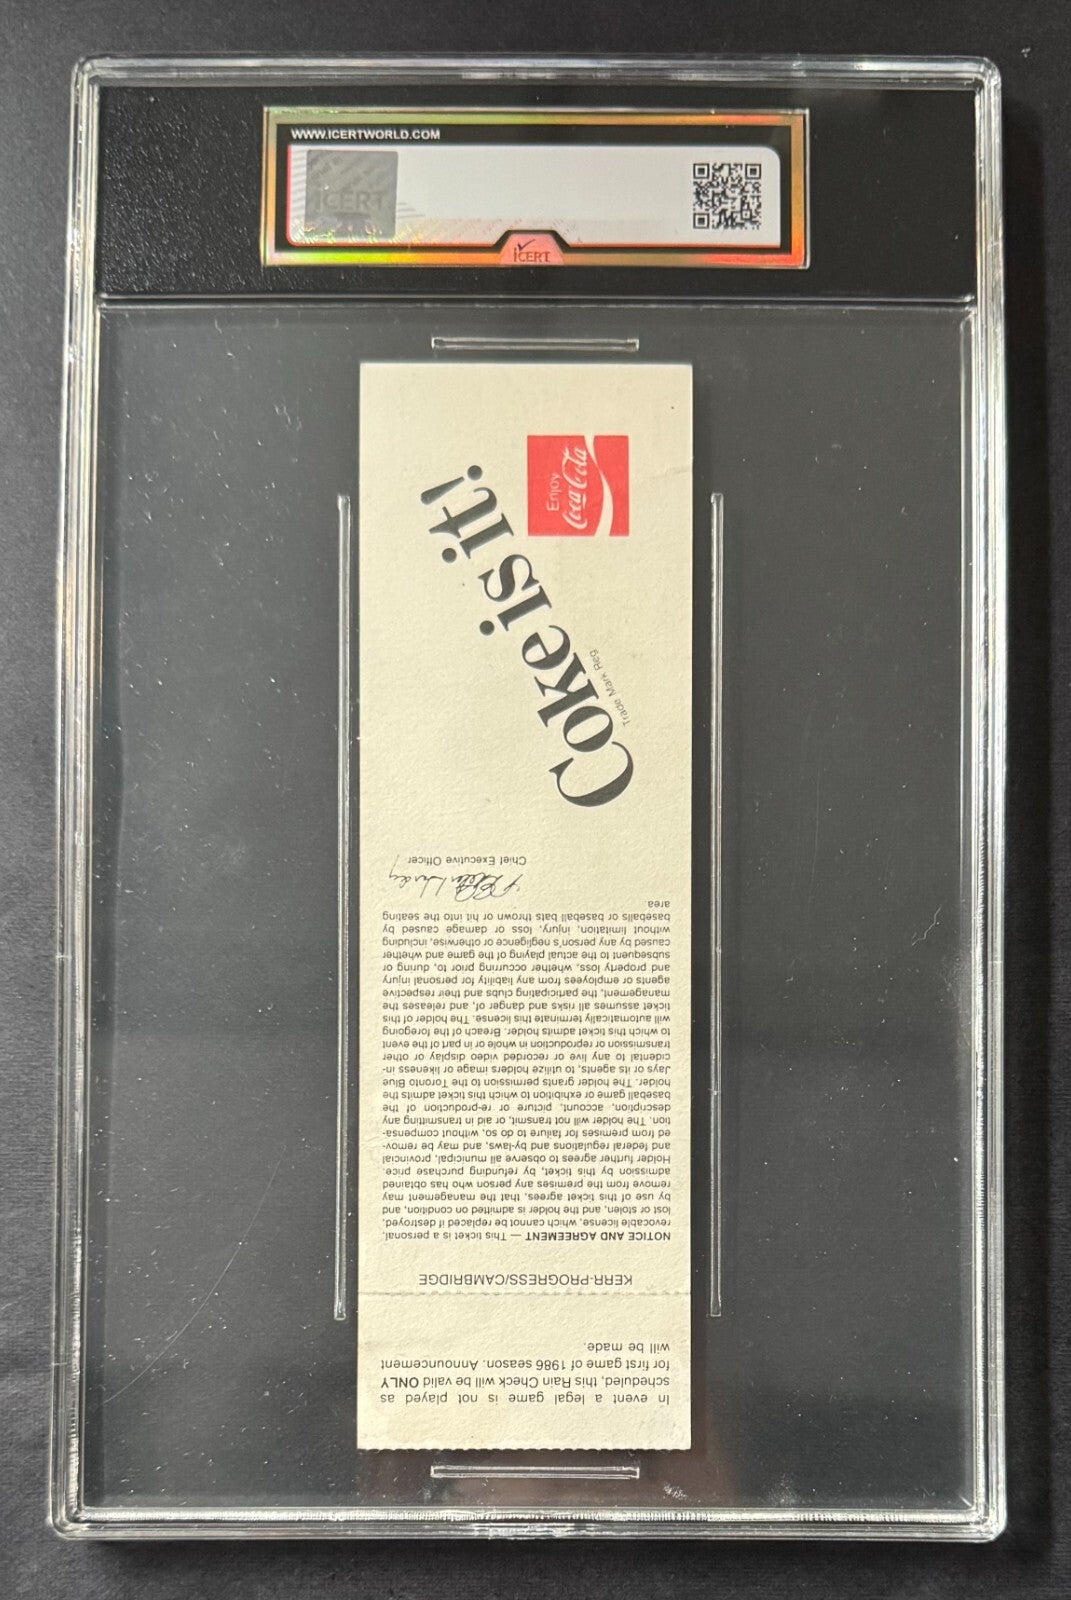 WWW.ICERTWORLD.COM
ICERT
iCERT
Enjoy
Coca-Cola
Coke is it!
Trade Mark Reg.
In event a legal game is not played as
scheduled, this Rain Check will be valid ONLY
for first game of 1986 season. Announcement
will be made.
KERR-PROGRESS/CAMBRIDGE
NOTICE AND AGREEMENT — This ticket is a personal,
revocable license, which cannot be replaced if destroyed,
lost or stolen, and the holder is admitted on condition, and
by use of this ticket agrees, that the management may
remove from the premises any person who has obtained
admission by this ticket, by refunding purchase price.
Holder further agrees to observe all municipal, provincial
and federal regulations and by-laws, and may be remov-
ed from premises for failure to do so, without compensa-
tion. The holder will not transmit, or aid in transmitting any
description, account, picture or re-production of the
baseball game or exhibition to which this ticket admits the
holder. The holder grants permission to the Toronto Blue
Jays or its agents, to utilize holders image or likeness in-
cidental to any live or recorded video display or other
transmission or reproduction in whole or in part of the event
to which this ticket admits holder. Breach of the foregoing
will automatically terminate this license. The holder of this
ticket assumes all risks and danger of, and releases the
management, the participating clubs and their respective
agents or employees from any liability for personal injury
and property loss, whether occurring prior to, during or
subsequent to the actual playing of the game and whether
caused by any person's negligence or otherwise, including
without limitation, injury, loss or damage caused by
baseballs or baseball bats thrown or hit into the seating
area.
Chief Executive Officer